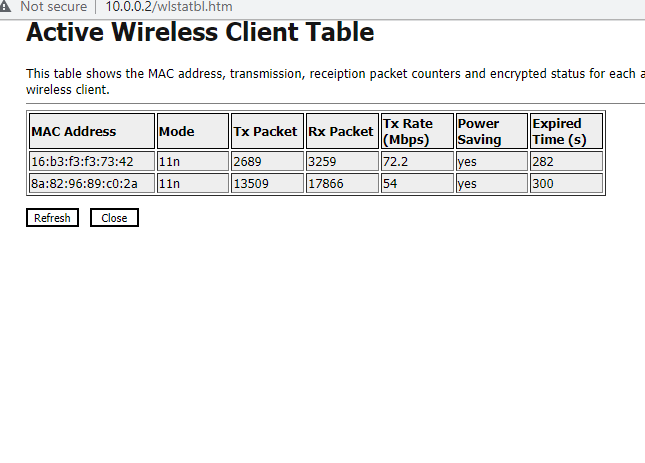 Not secure | 10.0.0.2/wlstatbl.htm
Active Wireless Client Table
This table shows the MAC address, transmission, receiption packet counters and encrypted status for each a
wireless client.
MAC Address Mode Tx Packet Rx Packet Tx Rate (Mbps) Power Saving Expired Time (s)
16:b3:f3:f3:73:42 11n 2689 3259 72.2 yes 282
8a:82:96:89:c0:2a 11n 13509 17866 54 yes 300
Refresh Close